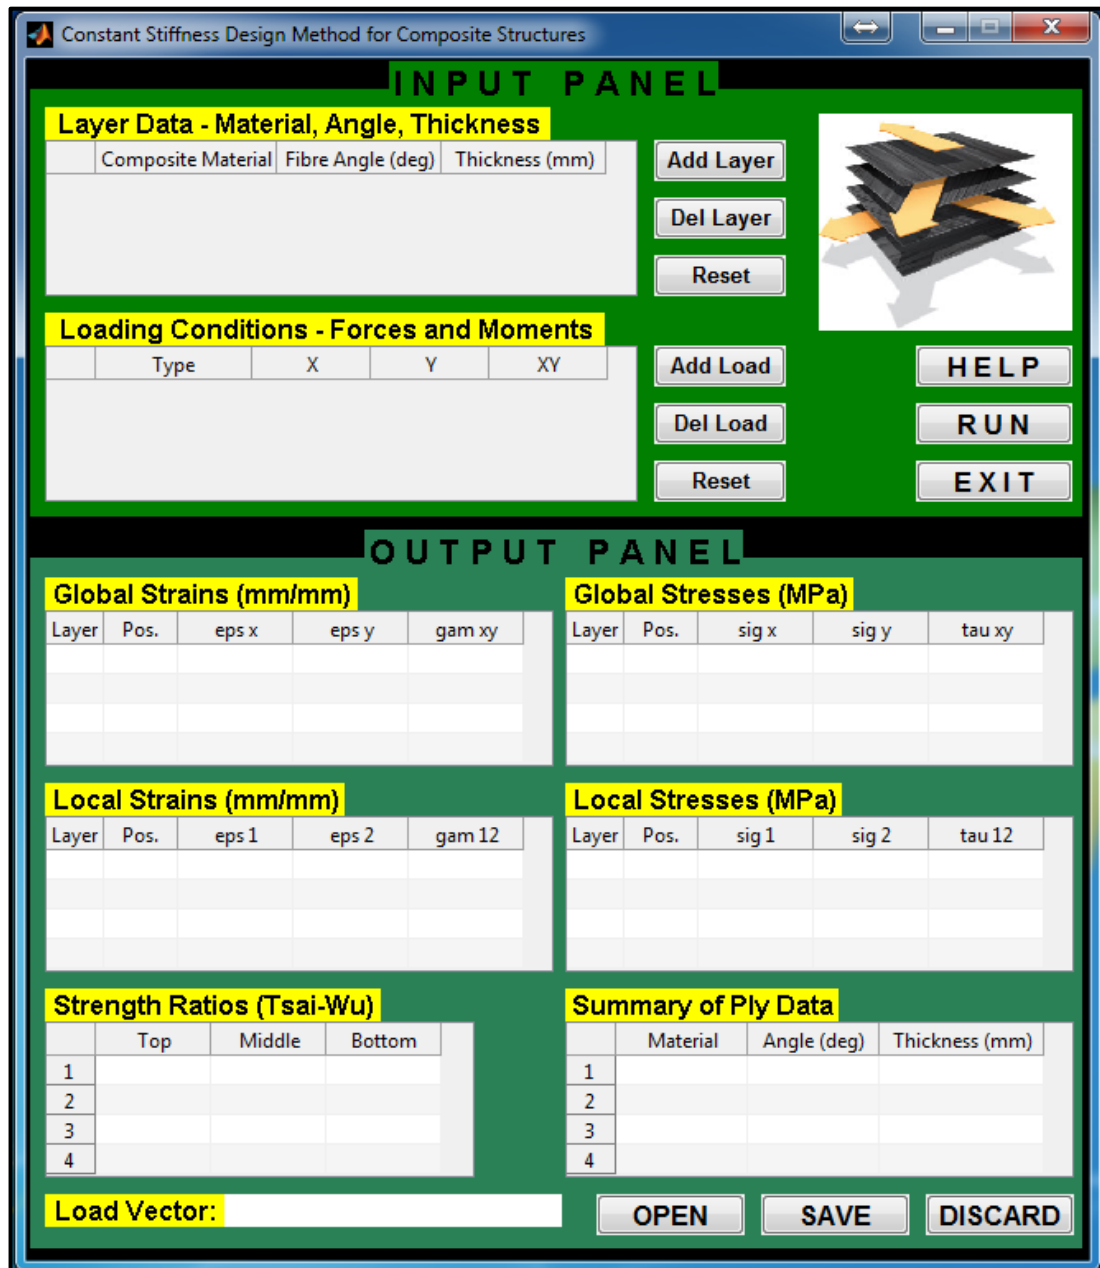 Constant Stiffness Design Method for Composite Structures
INPUT PANEL
Layer Data - Material, Angle, Thickness
Composite Material Fibre Angle (deg) Thickness (mm)
Add Layer
Del Layer
Reset
Loading Conditions - Forces and Moments
Type X Y XY
Add Load
Del Load
Reset
HELP
RUN
EXIT
OUTPUT PANEL
Global Strains (mm/mm)
Layer Pos. eps x eps y gam xy
Global Stresses (MPa)
Layer Pos. sig x sig y tau xy
Local Strains (mm/mm)
Layer Pos. eps 1 eps 2 gam 12
Local Stresses (MPa)
Layer Pos. sig 1 sig 2 tau 12
Strength Ratios (Tsai-Wu)
Top Middle Bottom
1
2
3
4
Summary of Ply Data
Material Angle (deg) Thickness (mm)
1
2
3
4
Load Vector:
OPEN SAVE DISCARD